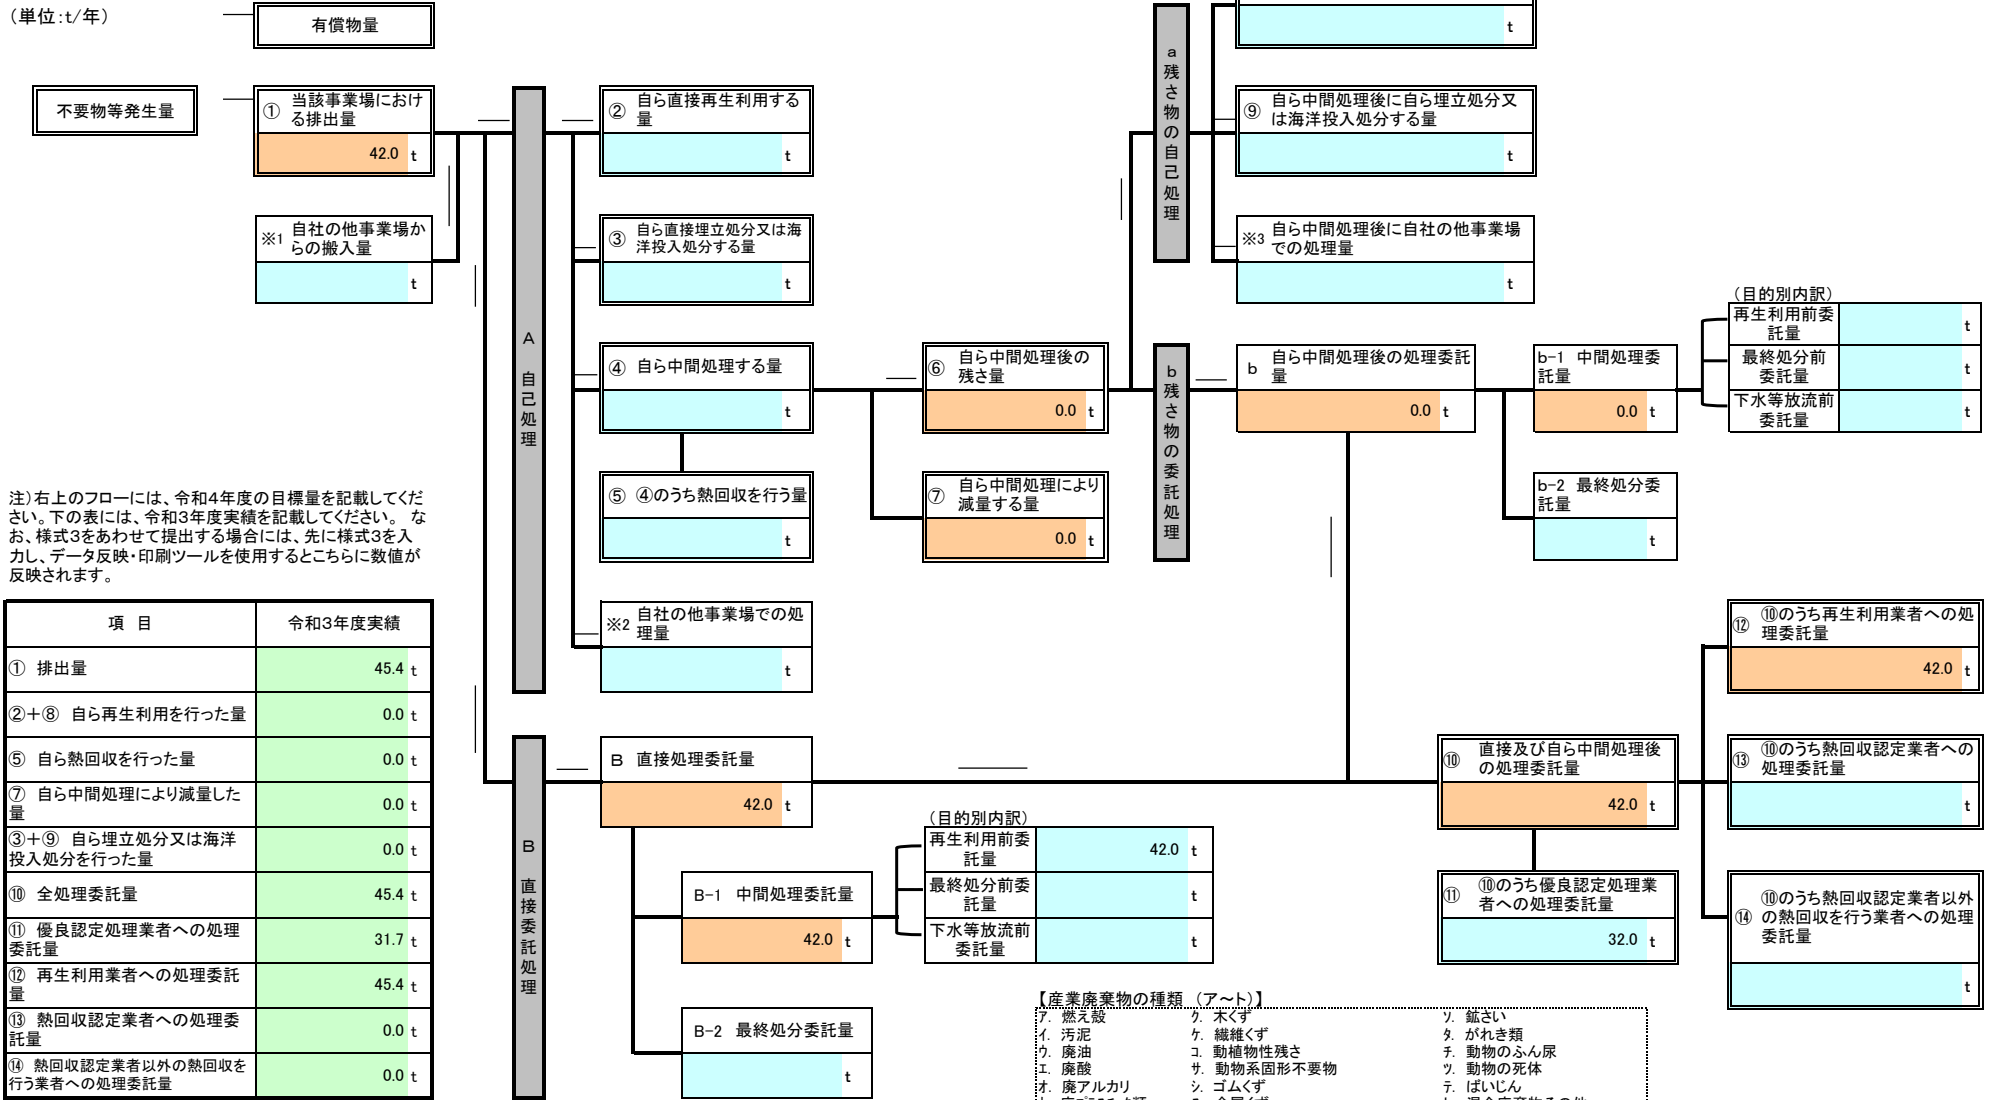 (単位:t/年)
有償物量
t
不要物等発生量
① 当該事業場におけ
る排出量
42.0 t
※1 自社の他事業場か
らの搬入量
t
A 自己処理
② 自ら直接再生利用する
量
t
③ 自ら直接埋立処分又は海
洋投入処分する量
t
④ 自ら中間処理する量
t
⑤ ④のうち熱回収を行う量
t
※2 自社の他事業場での処
理量
t
⑥ 自ら中間処理後の
残さ量
0.0 t
⑦ 自ら中間処理により
減量する量
0.0 t
a 残さ物の自己処理
⑨ 自ら中間処理後に自ら埋立処分又
は海洋投入処分する量
t
※3 自ら中間処理後に自社の他事業場
での処理量
t
b 残さ物の委託処理
b 自ら中間処理後の処理委託
量
0.0 t
b-1 中間処理委
託量
0.0 t
b-2 最終処分委
託量
t
(目的別内訳)
再生利用前委
託量
t
最終処分前
委託量
t
下水等放流前
委託量
t
注)右上のフローには、令和4年度の目標量を記載してくだ
さい。下の表には、令和3年度実績を記載してください。 な
お、様式3をあわせて提出する場合には、先に様式3を入
力し、データ反映・印刷ツールを使用するとこちらに数値が
反映されます。
項 目 令和3年度実績
① 排出量 45.4 t
②+⑧ 自ら再生利用を行った量 0.0 t
⑤ 自ら熱回収を行った量 0.0 t
⑦ 自ら中間処理により減量した
量 0.0 t
③+⑨ 自ら埋立処分又は海洋
投入処分を行った量 0.0 t
⑩ 全処理委託量 45.4 t
⑪ 優良認定処理業者への処理
委託量 31.7 t
⑫ 再生利用業者への処理委託
量 45.4 t
⑬ 熱回収認定業者への処理委
託量 0.0 t
⑭ 熱回収認定業者以外の熱回収を
行う業者への処理委託量 0.0 t
B 直接委託処理
B 直接処理委託量
42.0 t
B-1 中間処理委託量
42.0 t
B-2 最終処分委託量
t
(目的別内訳)
再生利用前委
託量
42.0 t
最終処分前委
託量
t
下水等放流前
委託量
t
⑩ 直接及び自ら中間処理後
の処理委託量
42.0 t
⑪ ⑩のうち優良認定処理業
者への処理委託量
32.0 t
⑫ ⑩のうち再生利用業者への処
理委託量
42.0 t
⑬ ⑩のうち熱回収認定業者への
処理委託量
t
⑭ ⑩のうち熱回収認定業者以外
の熱回収を行う業者への処理
委託量
t
【産業廃棄物の種類 (ア~ト)】
ア. 燃え殻 ク. 木くず ソ. 鉱さい
イ. 汚泥 ケ. 繊維くず タ. がれき類
ウ. 廃油 コ. 動植物性残さ チ. 動物のふん尿
エ. 廃酸 サ. 動物系固形不要物 ツ. 動物の死体
オ. 廃アルカリ シ. ゴムくず テ. ばいじん